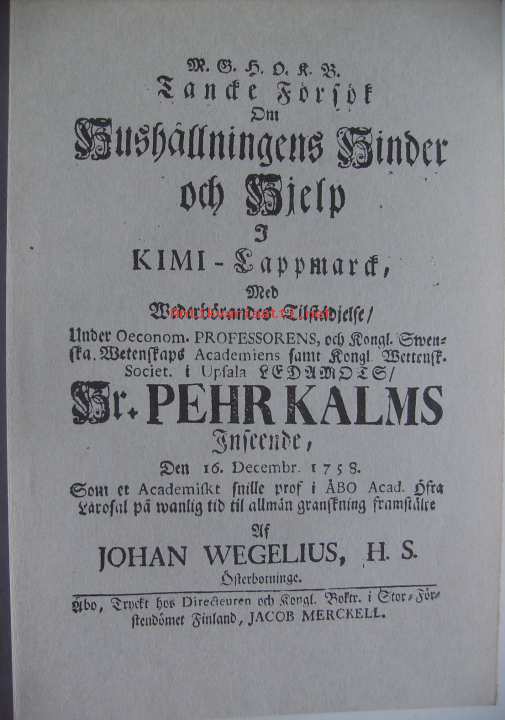 M. G. H. O. K. B.
Tancke Försök
Om
Hushållningens Hinder
och Hjelp
I
KIMI - Lappmarck,
Med
Wederbörandes Tilstädjelse/
Under Oeconom. PROFESSORENS, och Kongl. Swen-
ska. Wetenskaps Academiens samt Kongl Wettensk.
Societ. i Upsala LEDAMOTS/
Hr. PEHR KALMS
Inseende,
Den 16. Decembr. 1758.
Som et Academiskt snille prof i ÅBO Acad. Öfra
Lärosal på wanlig tid til allmän granskning framstälre
Af
JOHAN WEGELIUS, H. S.
Österbotninge.
Åbo, Tryckt hos Directeuren och Kongl. Boktr. i Stor-För-
stendömet Finland, JACOB MERCKELL.